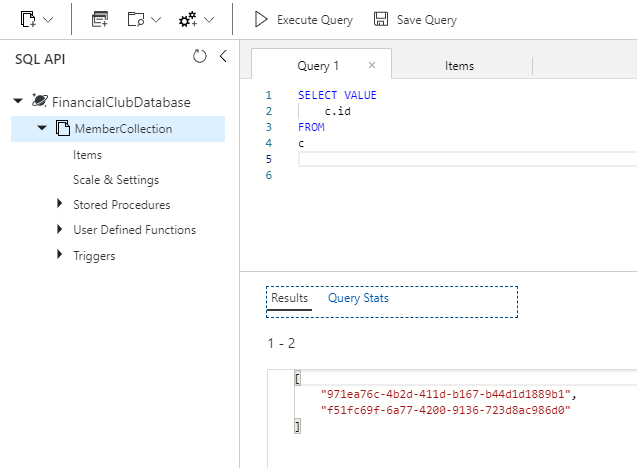 Execute Query
Save Query
SQL API
FinancialClubDatabase
MemberCollection
Items
Scale & Settings
Stored Procedures
User Defined Functions
Triggers
Query 1
Items
1 SELECT VALUE
2 c.id
3 FROM
4 c
5
6
Results Query Stats
1 - 2
[
"971ea76c-4b2d-411d-b167-b44d1d1889b1",
"f51fc69f-6a77-4200-9136-723d8ac986d0"
]